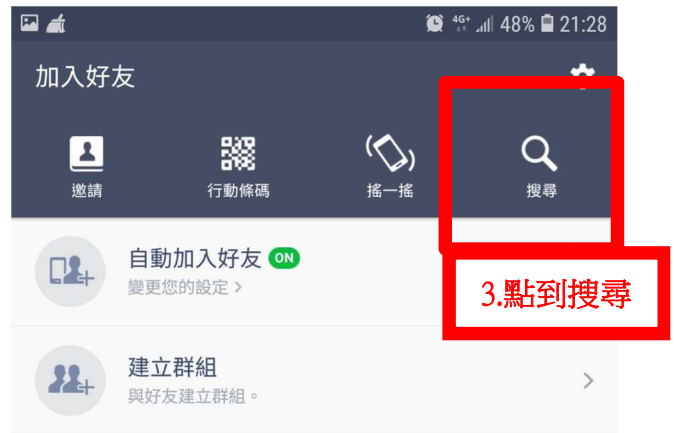 4G+ 48% 21:28
加入好友
邀請 行動條碼 搖一搖 搜尋
自動加入好友 ON
變更您的設定 >
3.點到搜尋
建立群組
與好友建立群組。